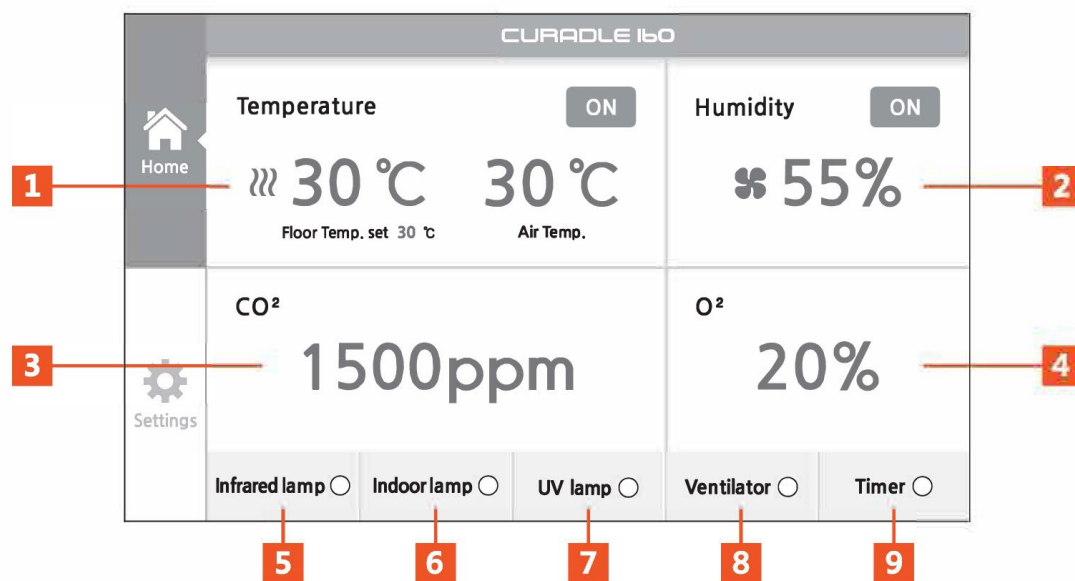 CURADLE 160
Temperature ON
Humidity ON
Home
1
30 ℃ 30 ℃
55%
2
Floor Temp. set 30 ℃ Air Temp.
CO²
O²
3
1500ppm
20%
4
Settings
Infrared lamp
Indoor lamp
UV lamp
Ventilator
Timer
5
6
7
8
9